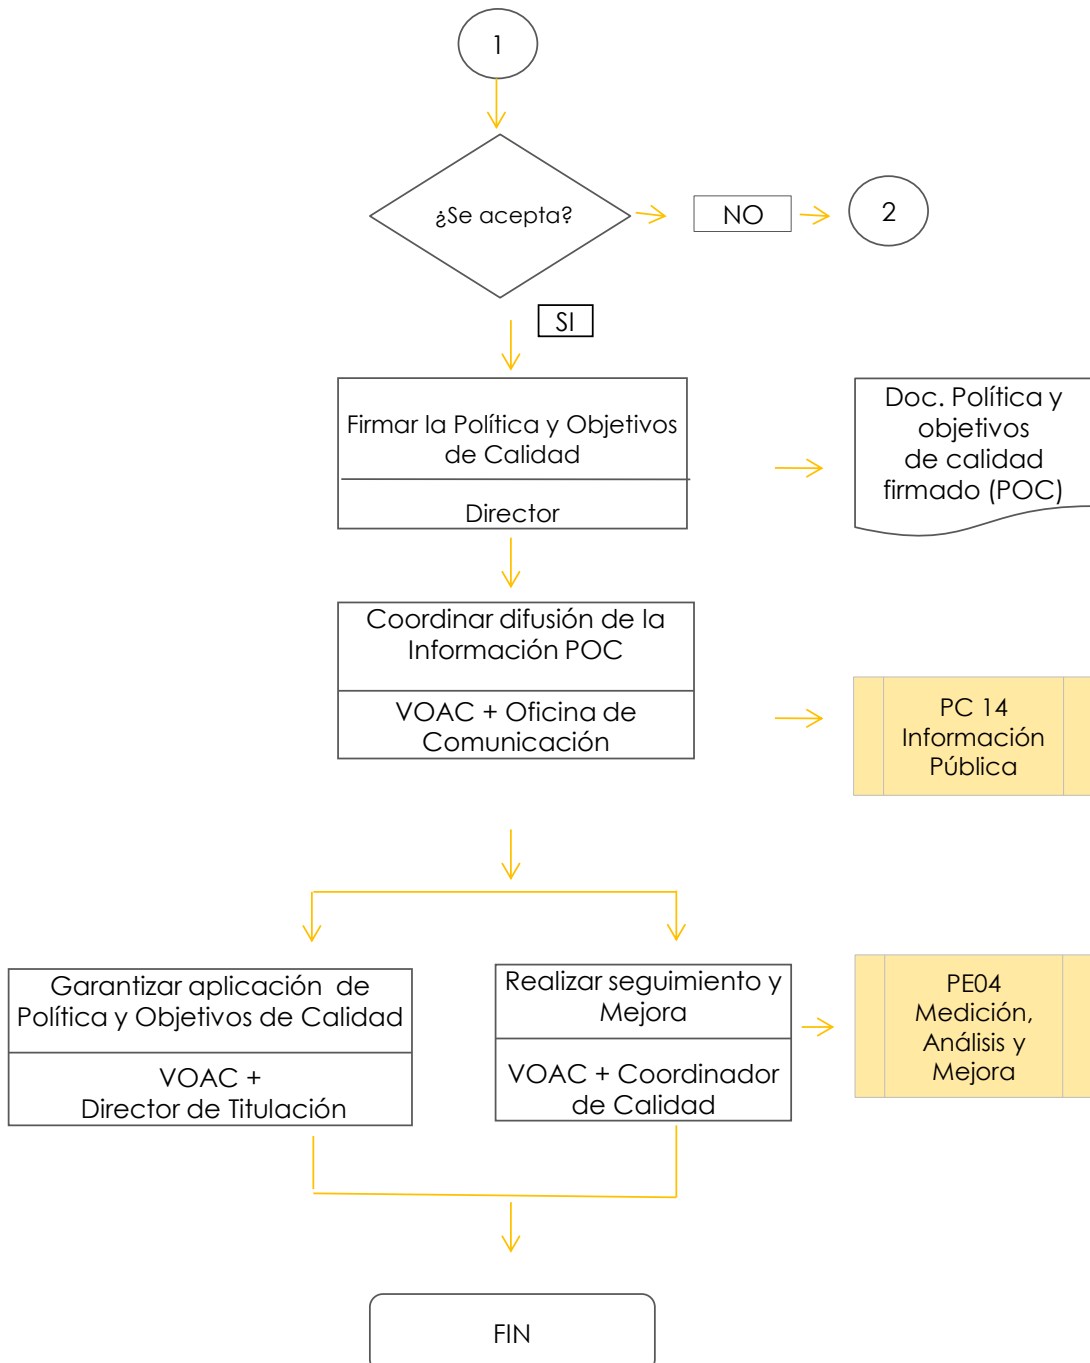 1
¿Se acepta?
NO
2
SI
Firmar la Política y Objetivos
de Calidad
Director
Doc. Política y
objetivos
de calidad
firmado (POC)
Coordinar difusión de la
Información POC
VOAC + Oficina de
Comunicación
PC 14
Información
Pública
Garantizar aplicación de
Política y Objetivos de Calidad
VOAC +
Director de Titulación
Realizar seguimiento y
Mejora
VOAC + Coordinador
de Calidad
PE04
Medición,
Análisis y
Mejora
FIN